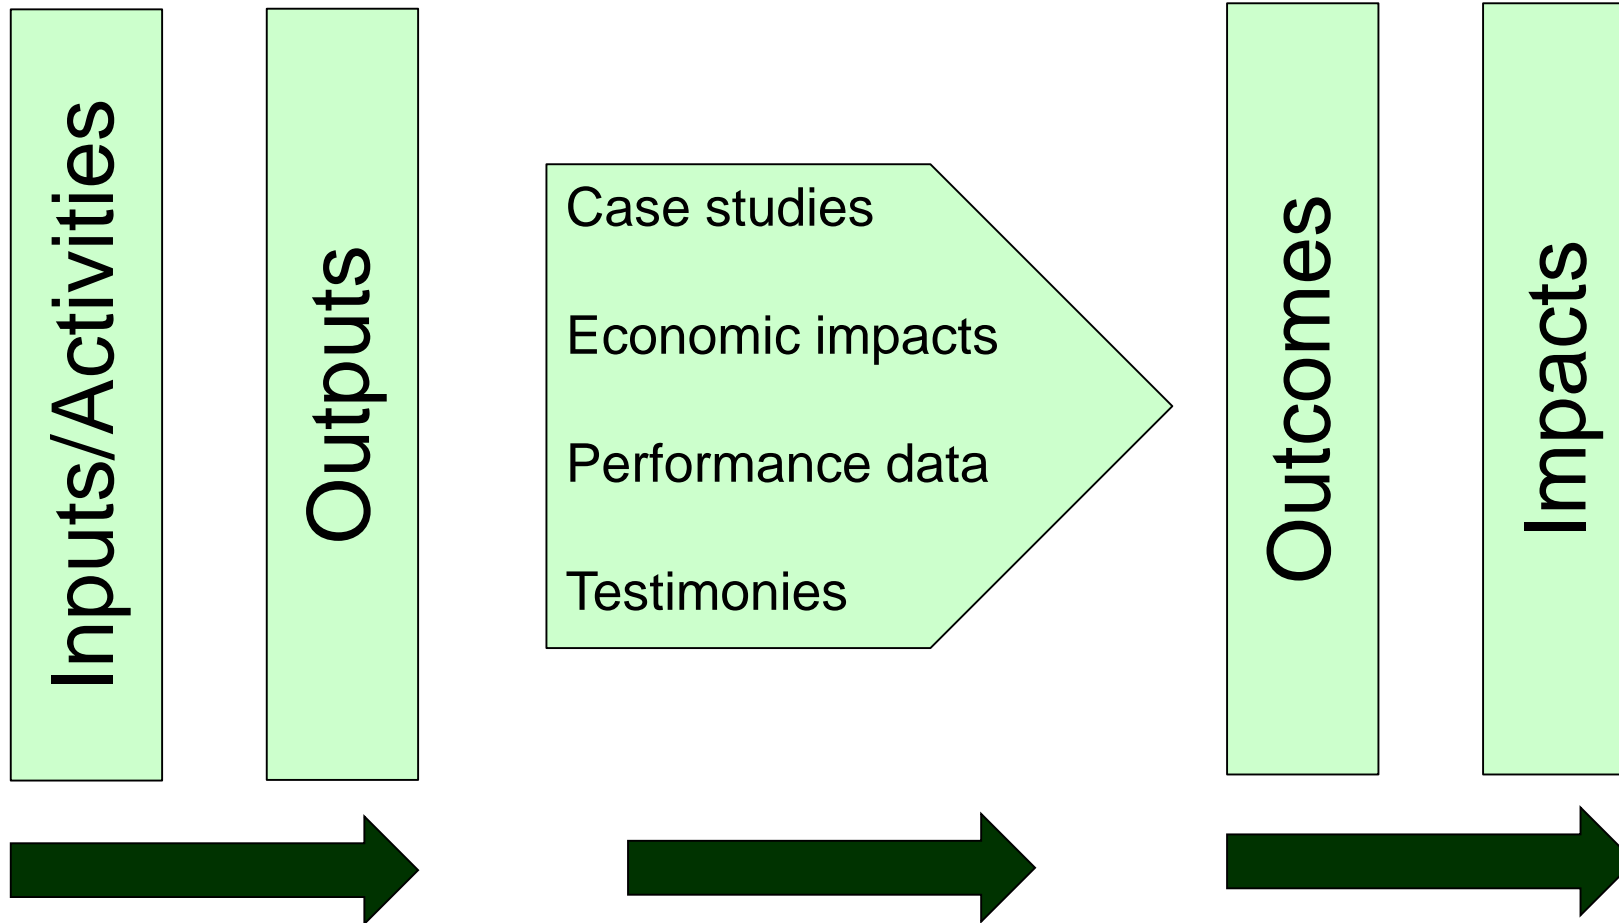 Inputs/Activities
Outputs
Case studies
Economic impacts
Performance data
Testimonies
Outcomes
Impacts